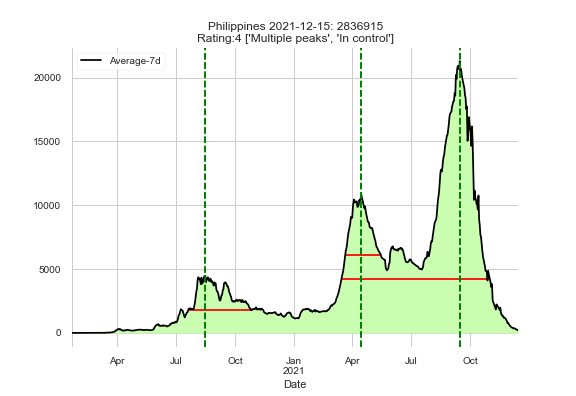 Philippines 2021-12-15: 2836915
Rating:4 ['Multiple peaks', 'In control']
Average-7d
20000
15000
10000
5000
0
Apr Jul Oct Jan Apr Jul Oct
2021
Date